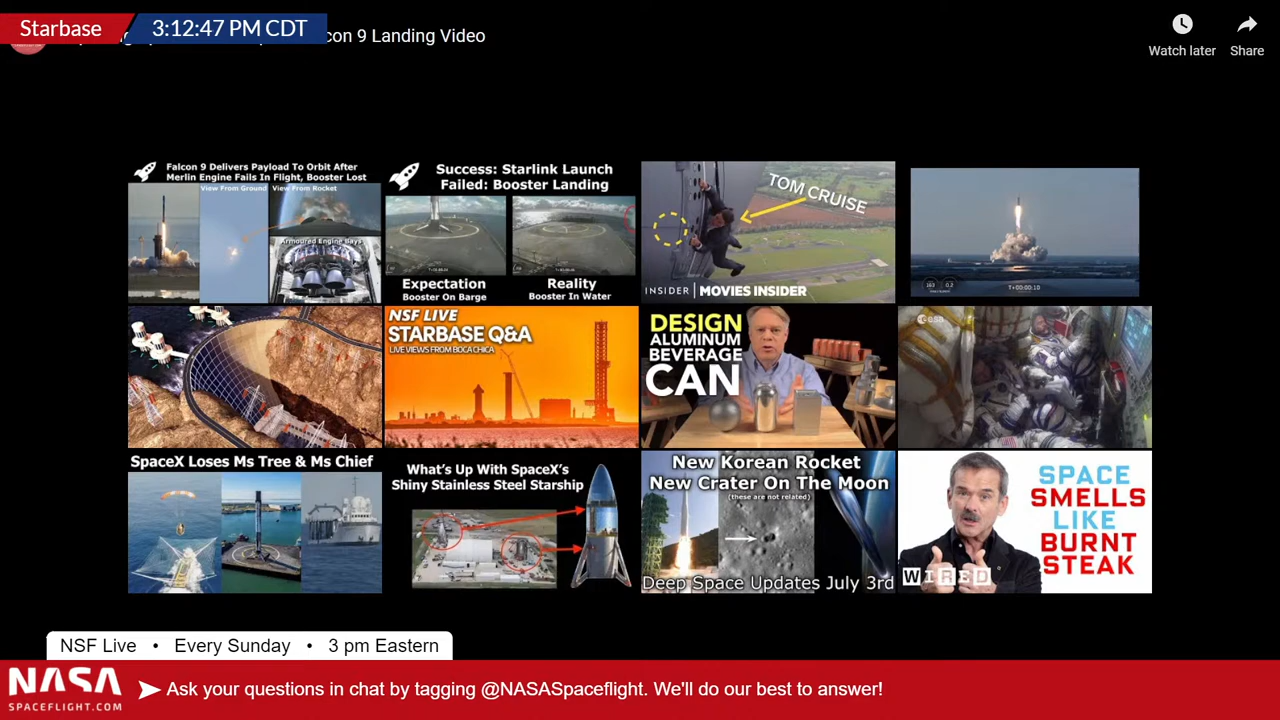 Starbase
3:12:47 PM CDT
con 9 Landing Video
Watch later
Share
Falcon 9 Delivers Payload To Orbit After
Merlin Engine Fails In Flight, Booster Lost
View From Ground
View From Rocket
Armoured Engine Bays
Success: Starlink Launch
Failed: Booster Landing
Expectation
Booster On Barge
Reality
Booster In Water
TOM CRUISE
INSIDER | MOVIES INSIDER
T+00:00:10
NSF LIVE
STARBASE Q&A
LIVE VIEWS FROM BOCA CHICA
DESIGN
ALUMINUM
BEVERAGE
CAN
esa
SpaceX Loses Ms Tree & Ms Chief
What's Up With SpaceX's
Shiny Stainless Steel Starship
New Korean Rocket
New Crater On The Moon
(these are not related)
Deep Space Updates July 3rd
SPACE
SMELLS
LIKE
BURNT
STEAK
WIRED
NSF Live • Every Sunday • 3 pm Eastern
NASA
SPACEFLIGHT.COM
Ask your questions in chat by tagging @NASASpaceflight. We'll do our best to answer!